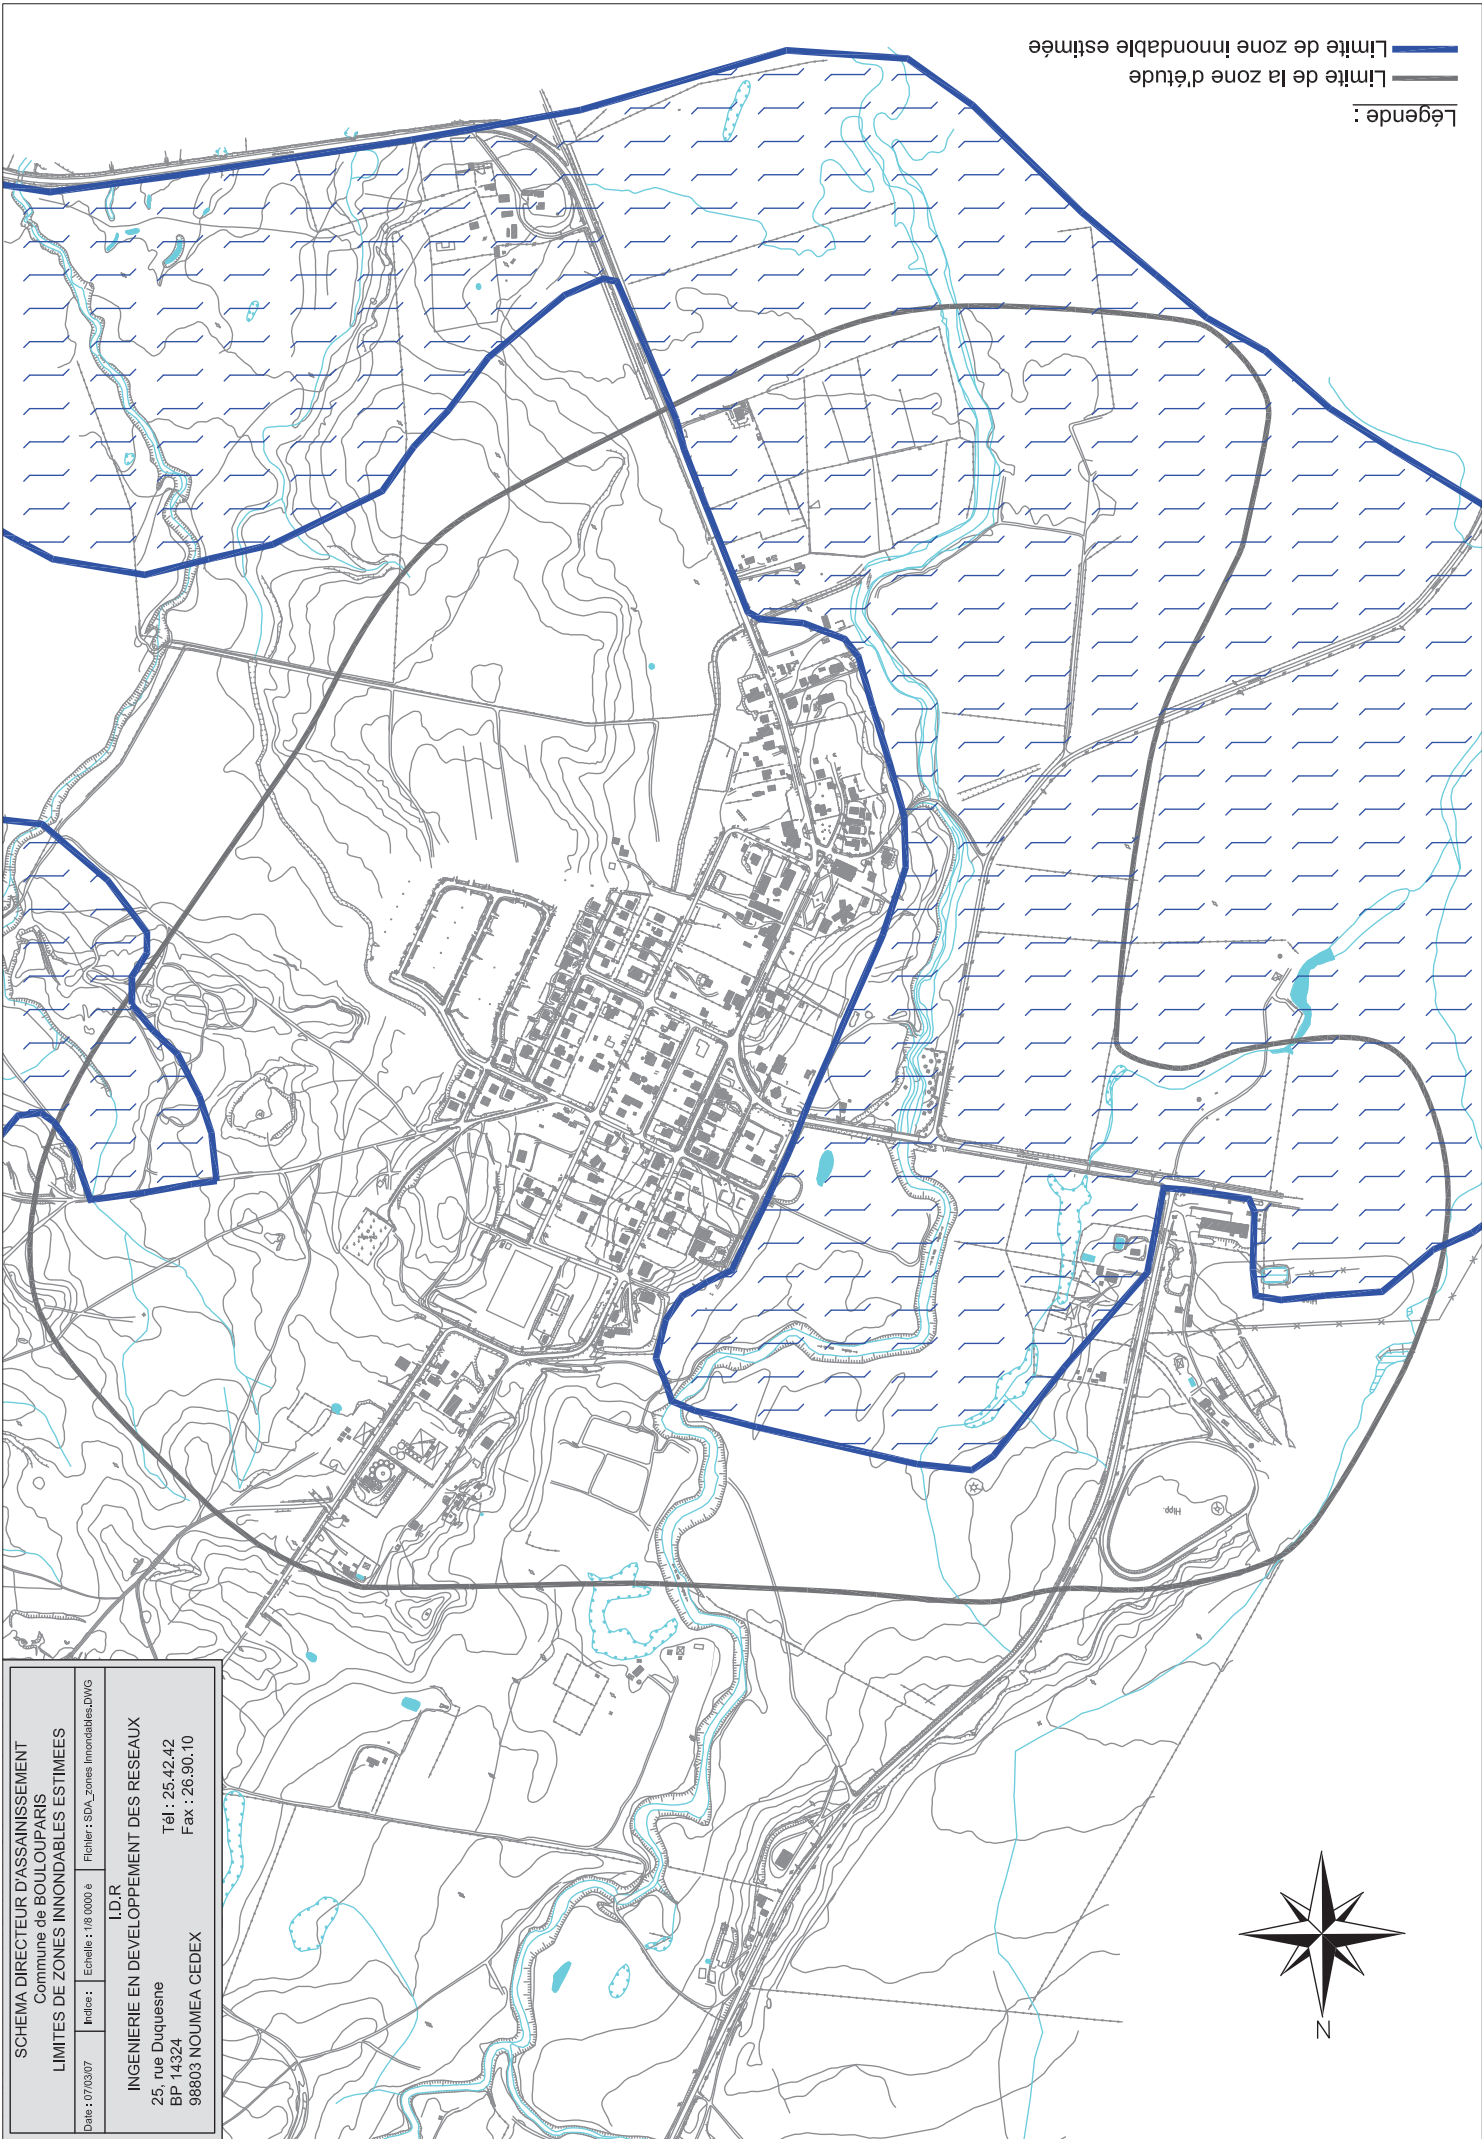 Légende :
Limite de la zone d'étude
Limite de zone innondable estimée
Hipp.
Hipp.
N
SCHEMA DIRECTEUR D'ASSAINISSEMENT
Commune de BOULOUPARIS
LIMITES DE ZONES INNONDABLES ESTIMEES
Date : 07/03/07
Indice :
Echelle : 1/8 0000 è
Fichier : SDA_zones Innondables.DWG
I.D.R
INGENIERIE EN DEVELOPPEMENT DES RESEAUX
25, rue Duquesne
BP 14324
98803 NOUMEA CEDEX
Tél : 25.42.42
Fax : 26.90.10